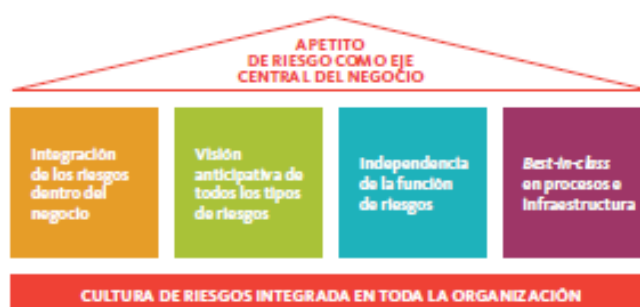 APETITO
DE RIESGO COMO EJE
CENTRAL DEL NEGOCIO
Integración
de los riesgos
dentro del
negocio
Visión
anticipativa de
todos los tipos
de riesgos
Independencia
de la función
de riesgos
Best-in-class
en procesos e
infraestructura
CULTURA DE RIESGOS INTEGRADA EN TODA LA ORGANIZACIÓN